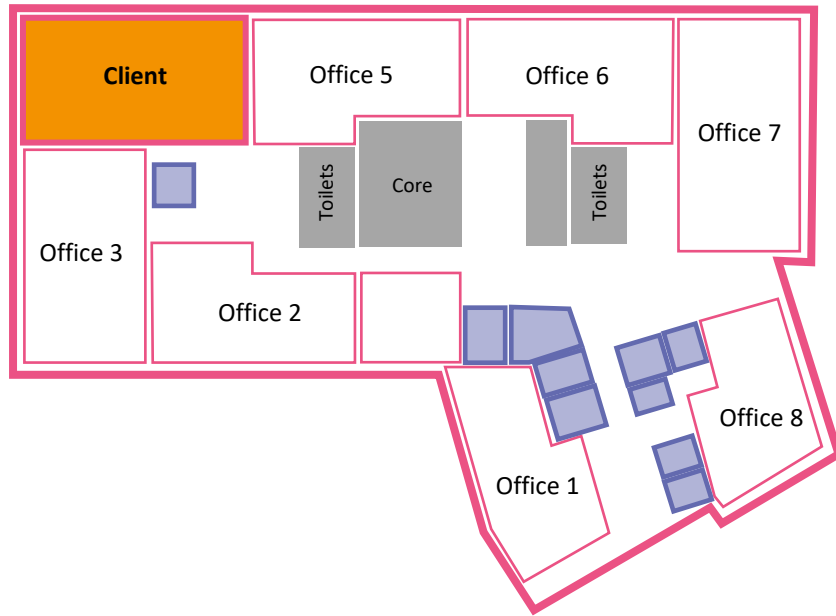 Client
Office 5
Office 6
Office 7
Toilets
Core
Toilets
Office 3
Office 2
Office 8
Office 1